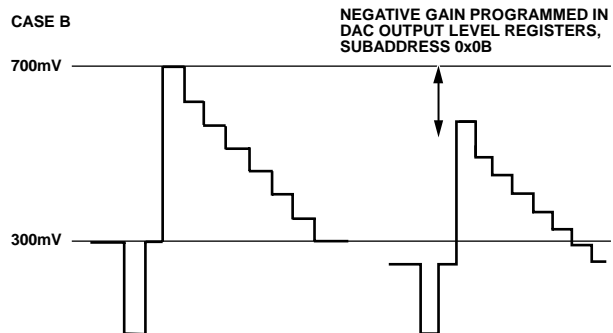 CASE B
NEGATIVE GAIN PROGRAMMED IN
DAC OUTPUT LEVEL REGISTERS,
SUBADDRESS 0x0B
700mV
300mV